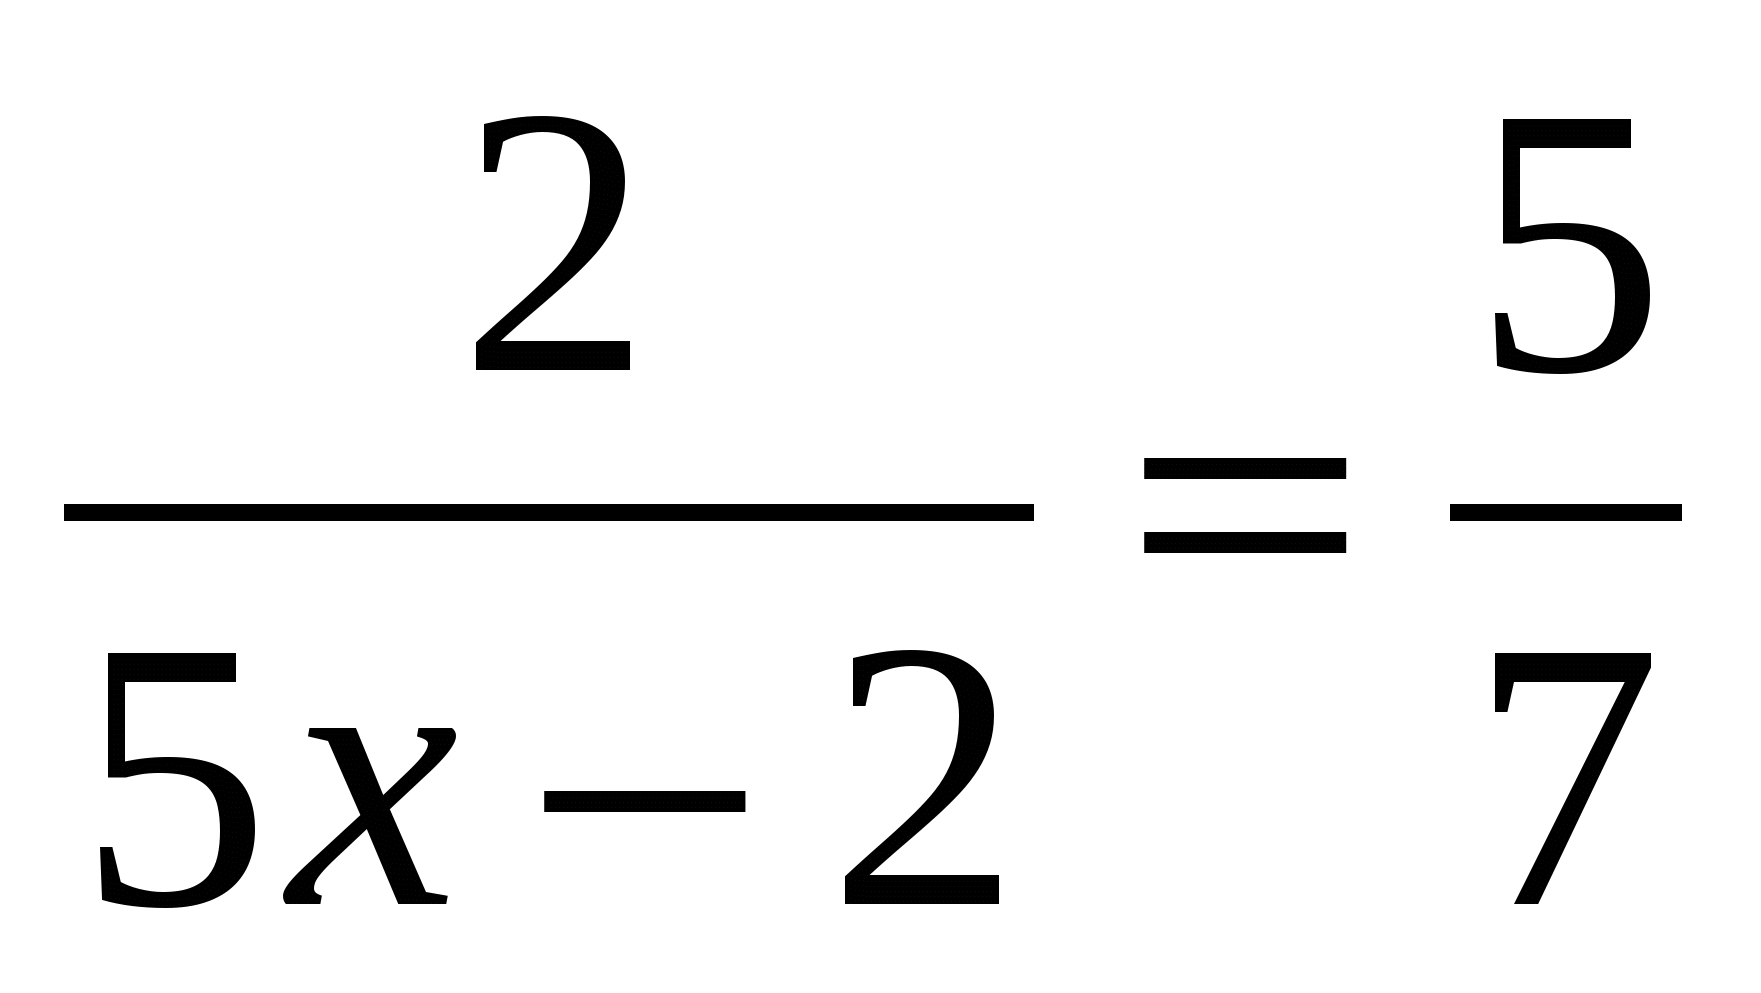 2/(5x − 2) = 5/7